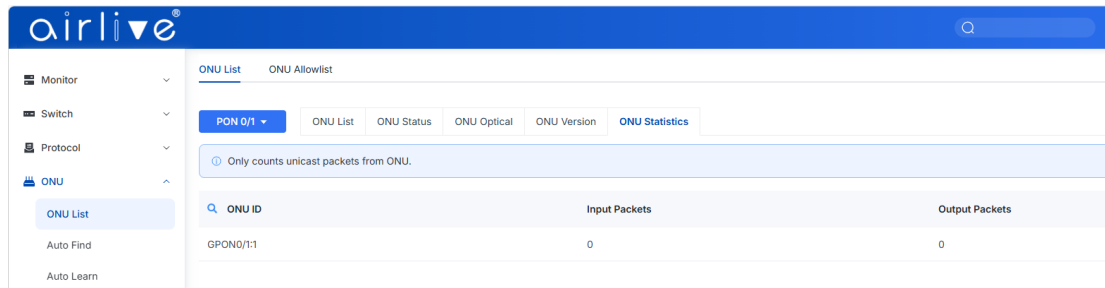 airlive®
Monitor
Switch
Protocol
ONU
ONU List
Auto Find
Auto Learn
ONU List ONU Allowlist
PON 0/1 ONU List ONU Status ONU Optical ONU Version ONU Statistics
Only counts unicast packets from ONU.
ONU ID Input Packets Output Packets
GPON0/1:1 0 0